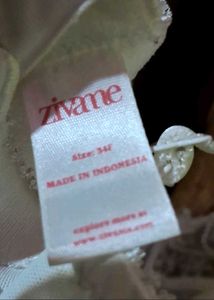 zivame
Size: 34F
MADE IN INDONESIA
explore more at
www.zivame.com